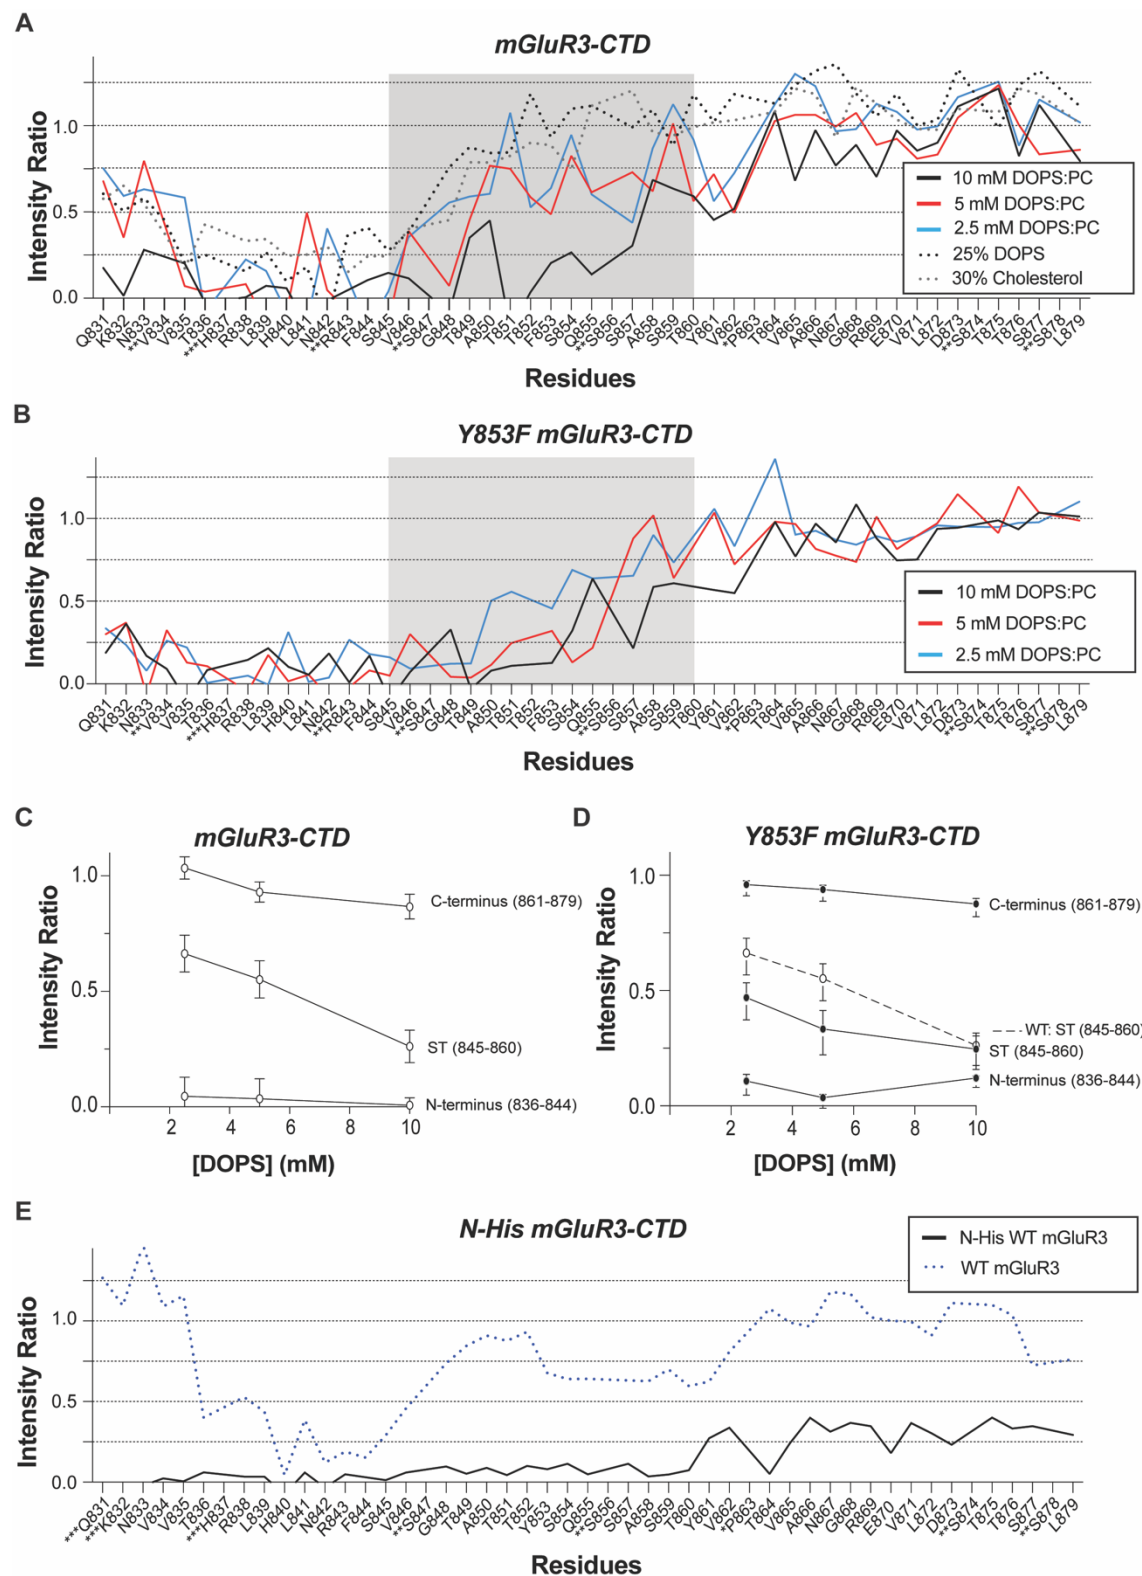 A
mGluR3-CTD
Intensity Ratio
1.0
0.5
0.0
10 mM DOPS:PC
5 mM DOPS:PC
2.5 mM DOPS:PC
25% DOPS
30% Cholesterol
Q831 K832 N833 **V834 V835 T836 ***H837 R838 L839 H840 L841 N842 **R843 F844 S845 V846 **S847 G848 T849 A850 T851 T852 F853 S854 Q855 **S856 S857 A858 S859 T860 Y861 V862 *P863 T864 V865 A866 N867 G868 R869 E870 V871 L872 D873 **S874 T875 T876 S877 **S878 L879
Residues
B
Y853F mGluR3-CTD
Intensity Ratio
1.0
0.5
0.0
10 mM DOPS:PC
5 mM DOPS:PC
2.5 mM DOPS:PC
Q831 K832 N833 **V834 V835 T836 ***H837 R838 L839 H840 L841 N842 **R843 F844 S845 V846 **S847 G848 T849 A850 T851 T852 F853 S854 Q855 **S856 S857 A858 S859 T860 Y861 V862 *P863 T864 V865 A866 N867 G868 R869 E870 V871 L872 D873 **S874 T875 T876 S877 **S878 L879
Residues
C
mGluR3-CTD
Intensity Ratio
1.0
0.5
0.0
C-terminus (861-879)
ST (845-860)
N-terminus (836-844)
2 4 6 8 10
[DOPS] (mM)
D
Y853F mGluR3-CTD
Intensity Ratio
1.0
0.5
0.0
C-terminus (861-879)
WT: ST (845-860)
ST (845-860)
N-terminus (836-844)
2 4 6 8 10
[DOPS] (mM)
E
N-His mGluR3-CTD
N-His WT mGluR3
WT mGluR3
Intensity Ratio
1.0
0.5
0.0
***Q831 ***K832 N833 V834 V835 T836 ***H837 R838 L839 H840 L841 N842 R843 F844 S845 V846 **S847 G848 T849 A850 T851 T852 Y853 S854 Q855 **S856 S857 A858 S859 T860 Y861 V862 *P863 T864 V865 A866 N867 G868 R869 E870 V871 L872 D873 **S874 T875 T876 S877 **S878 L879
Residues